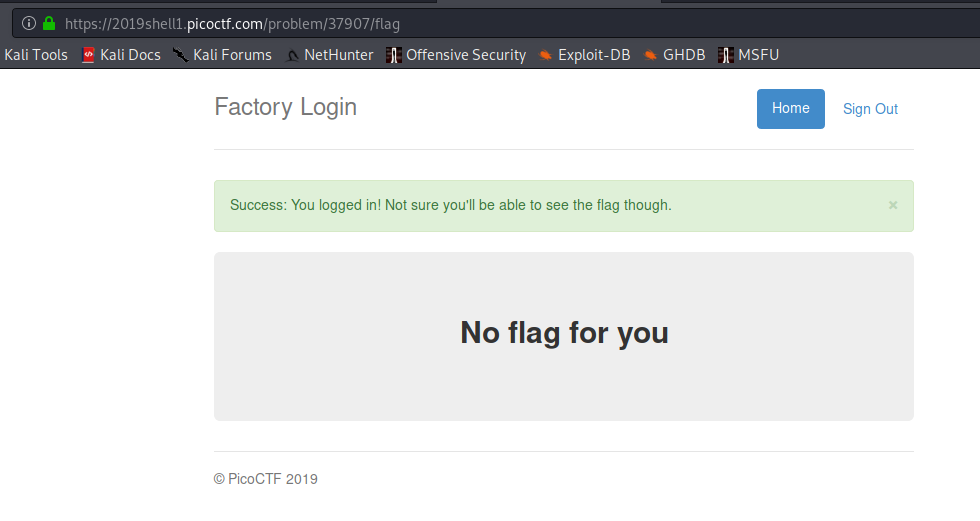 https://2019shell1.picoctf.com/problem/37907/flag
Kali Tools Kali Docs Kali Forums NetHunter Offensive Security Exploit-DB GHDB MSFU
Factory Login Home Sign Out
Success: You logged in! Not sure you'll be able to see the flag though. ×
No flag for you
© PicoCTF 2019